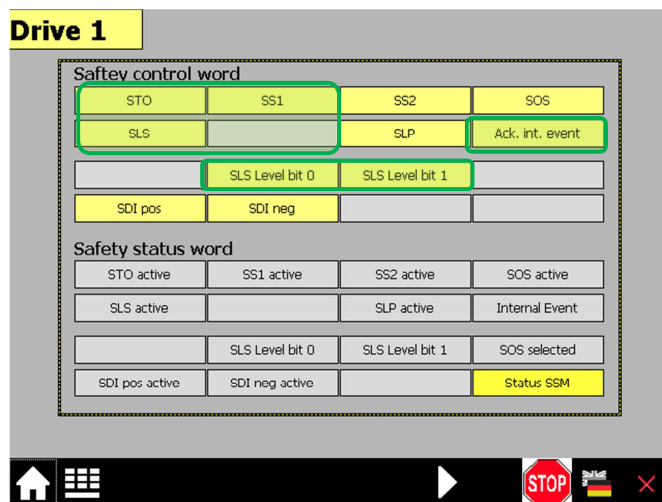 Drive 1
Saftey control word
STO SS1 SS2 SOS
SLS SLP Ack. int. event
SLS Level bit 0 SLS Level bit 1
SDI pos SDI neg
Safety status word
STO active SS1 active SS2 active SOS active
SLS active SLP active Internal Event
SLS Level bit 0 SLS Level bit 1 SOS selected
SDI pos active SDI neg active Status SSM
STOP